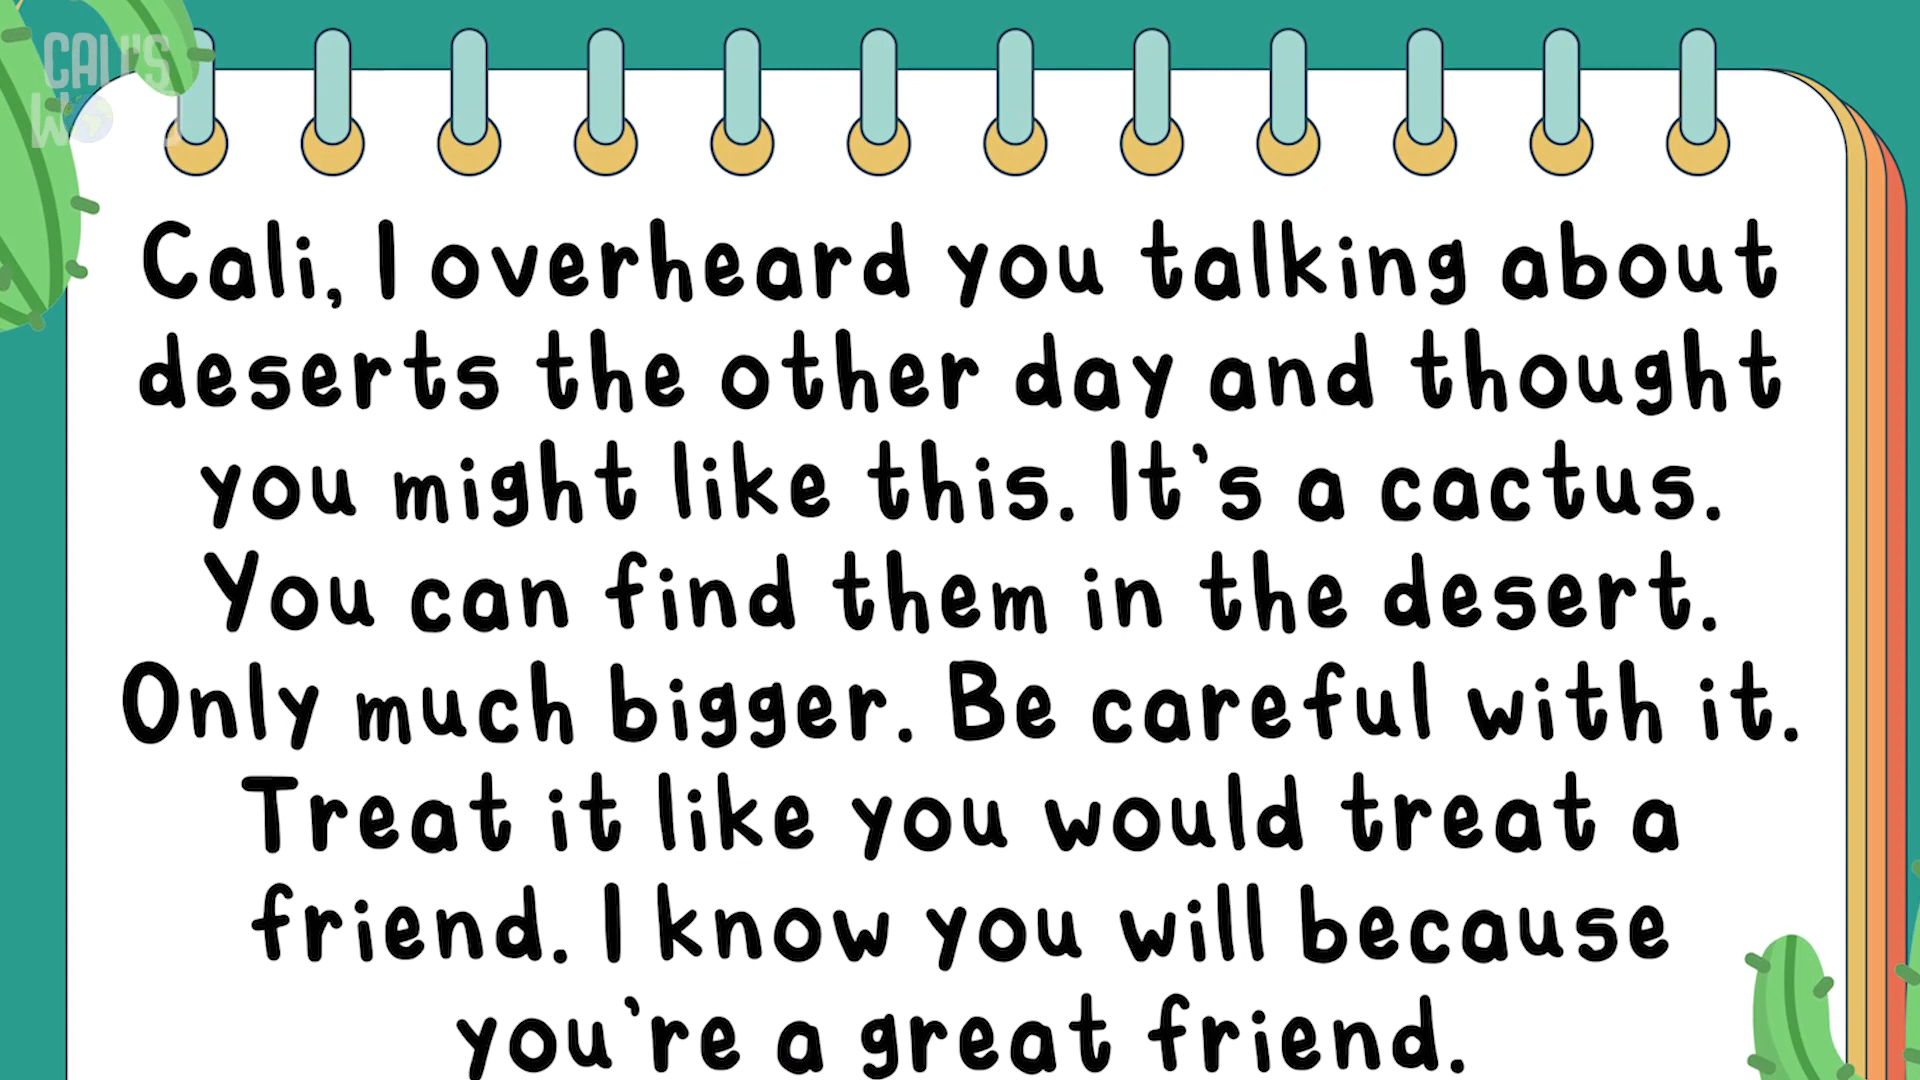 CALI'S
WO
Cali, I overheard you talking about
deserts the other day and thought
you might like this. It's a cactus.
You can find them in the desert.
Only much bigger. Be careful with it.
Treat it like you would treat a
friend. I know you will because
you're a great friend.